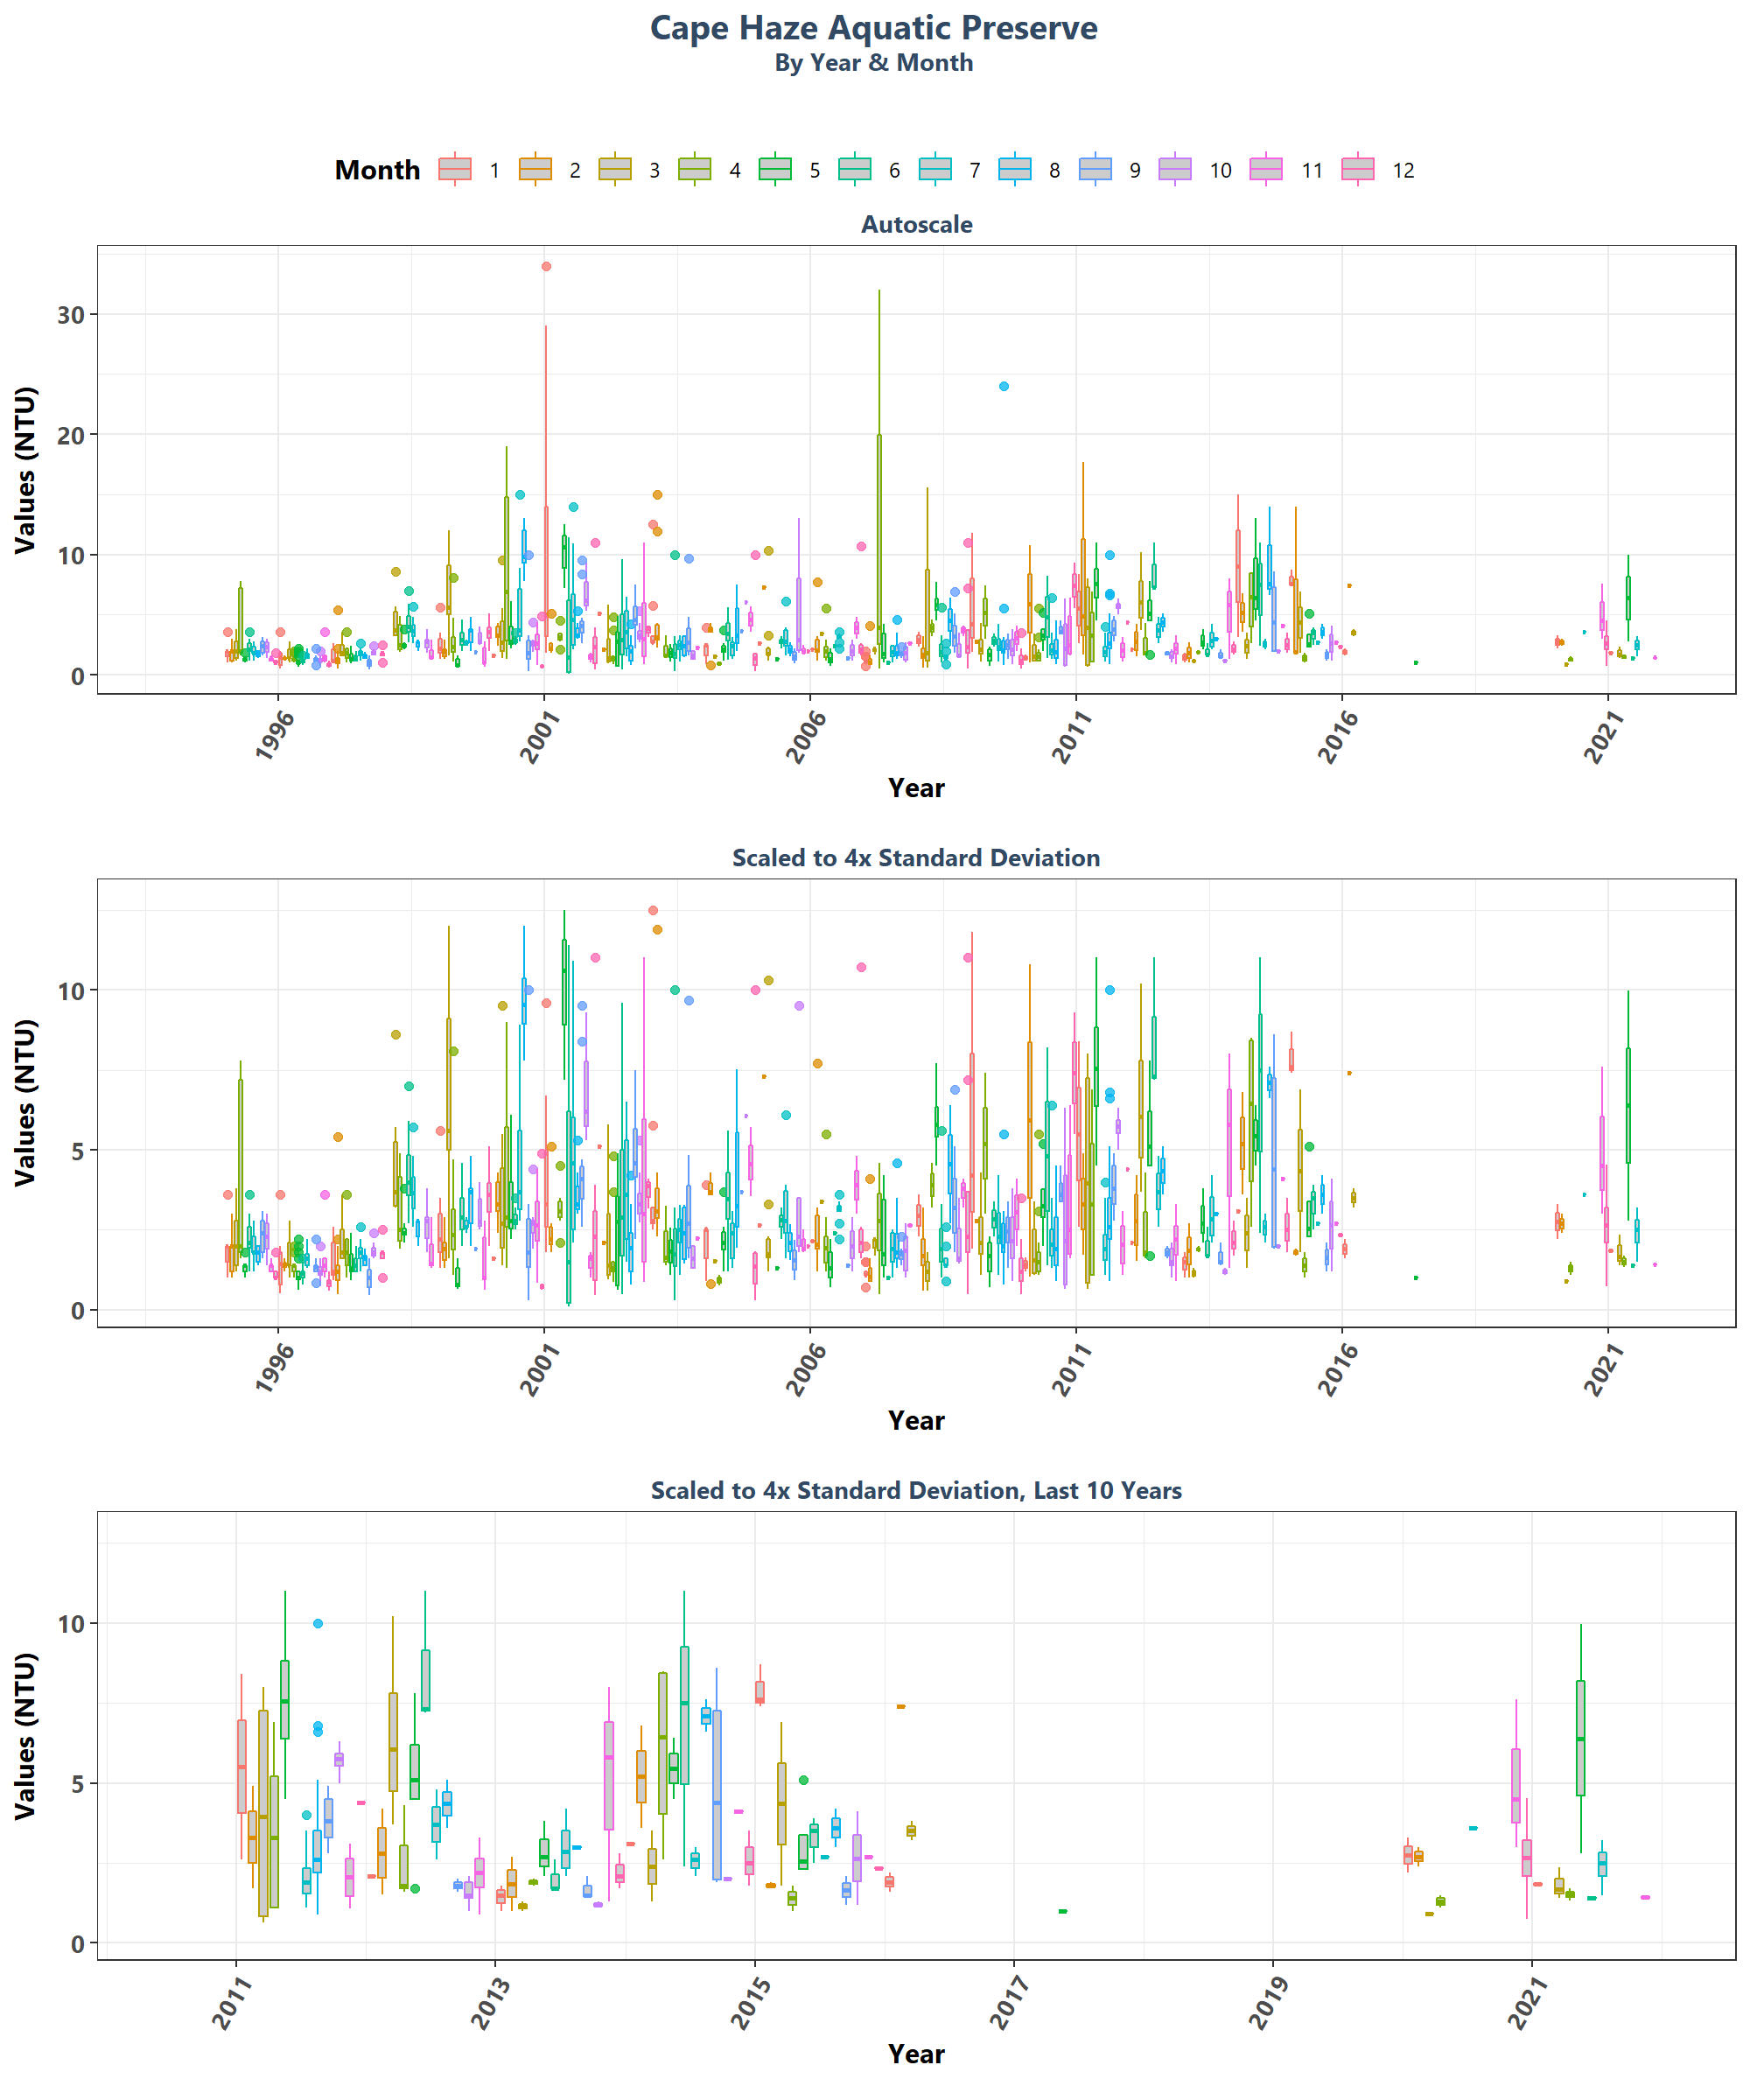 Cape Haze Aquatic Preserve
By Year & Month
Month 1 2 3 4 5 6 7 8 9 10 11 12
Autoscale
Values (NTU)
30
20
10
0
1996 2001 2006 2011 2016 2021
Year
Scaled to 4x Standard Deviation
Values (NTU)
10
5
0
1996 2001 2006 2011 2016 2021
Year
Scaled to 4x Standard Deviation, Last 10 Years
Values (NTU)
10
5
0
2011 2013 2015 2017 2019 2021
Year